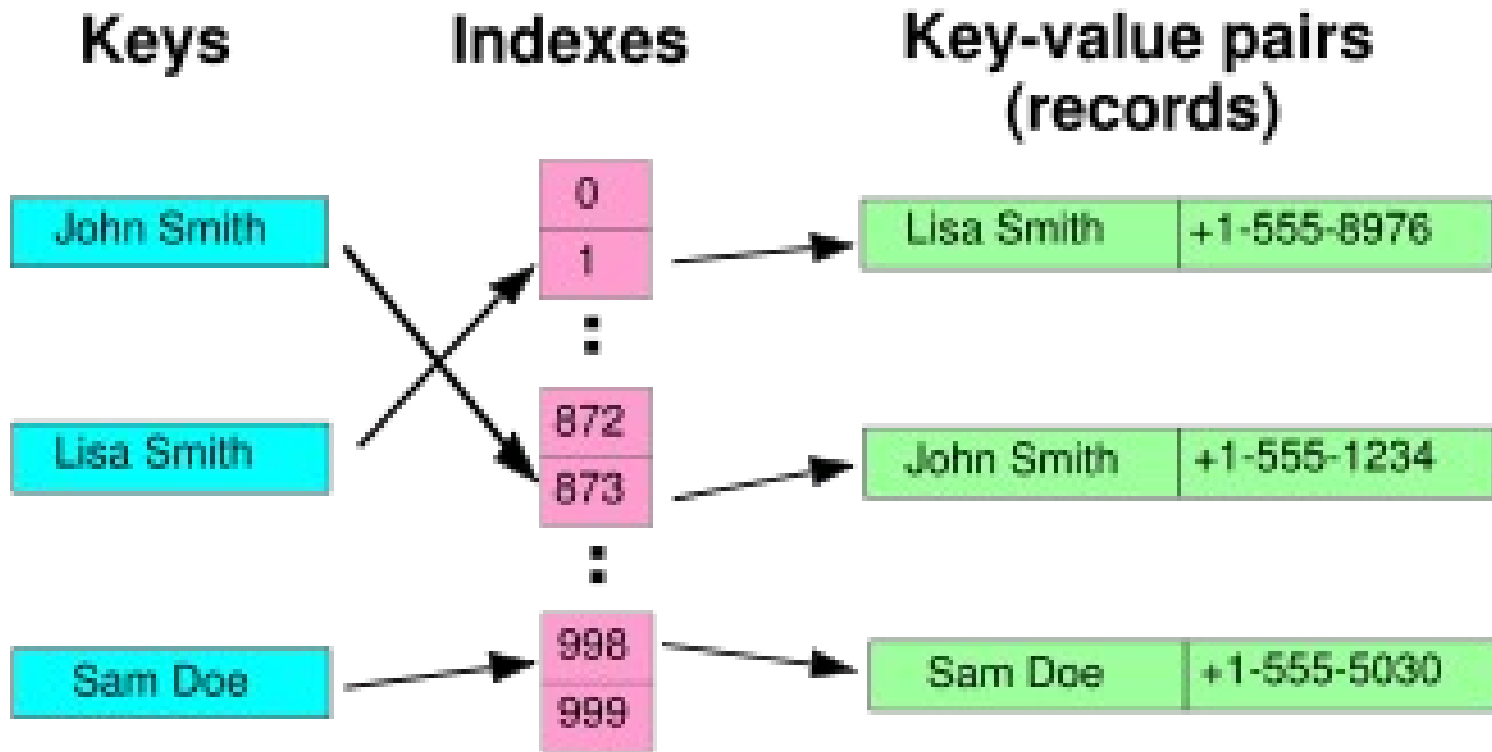 Keys
Indexes
Key-value pairs
(records)
John Smith
Lisa Smith
Sam Doe
0
1
:
872
873
:
998
999
Lisa Smith +1-555-8976
John Smith +1-555-1234
Sam Doe +1-555-5030